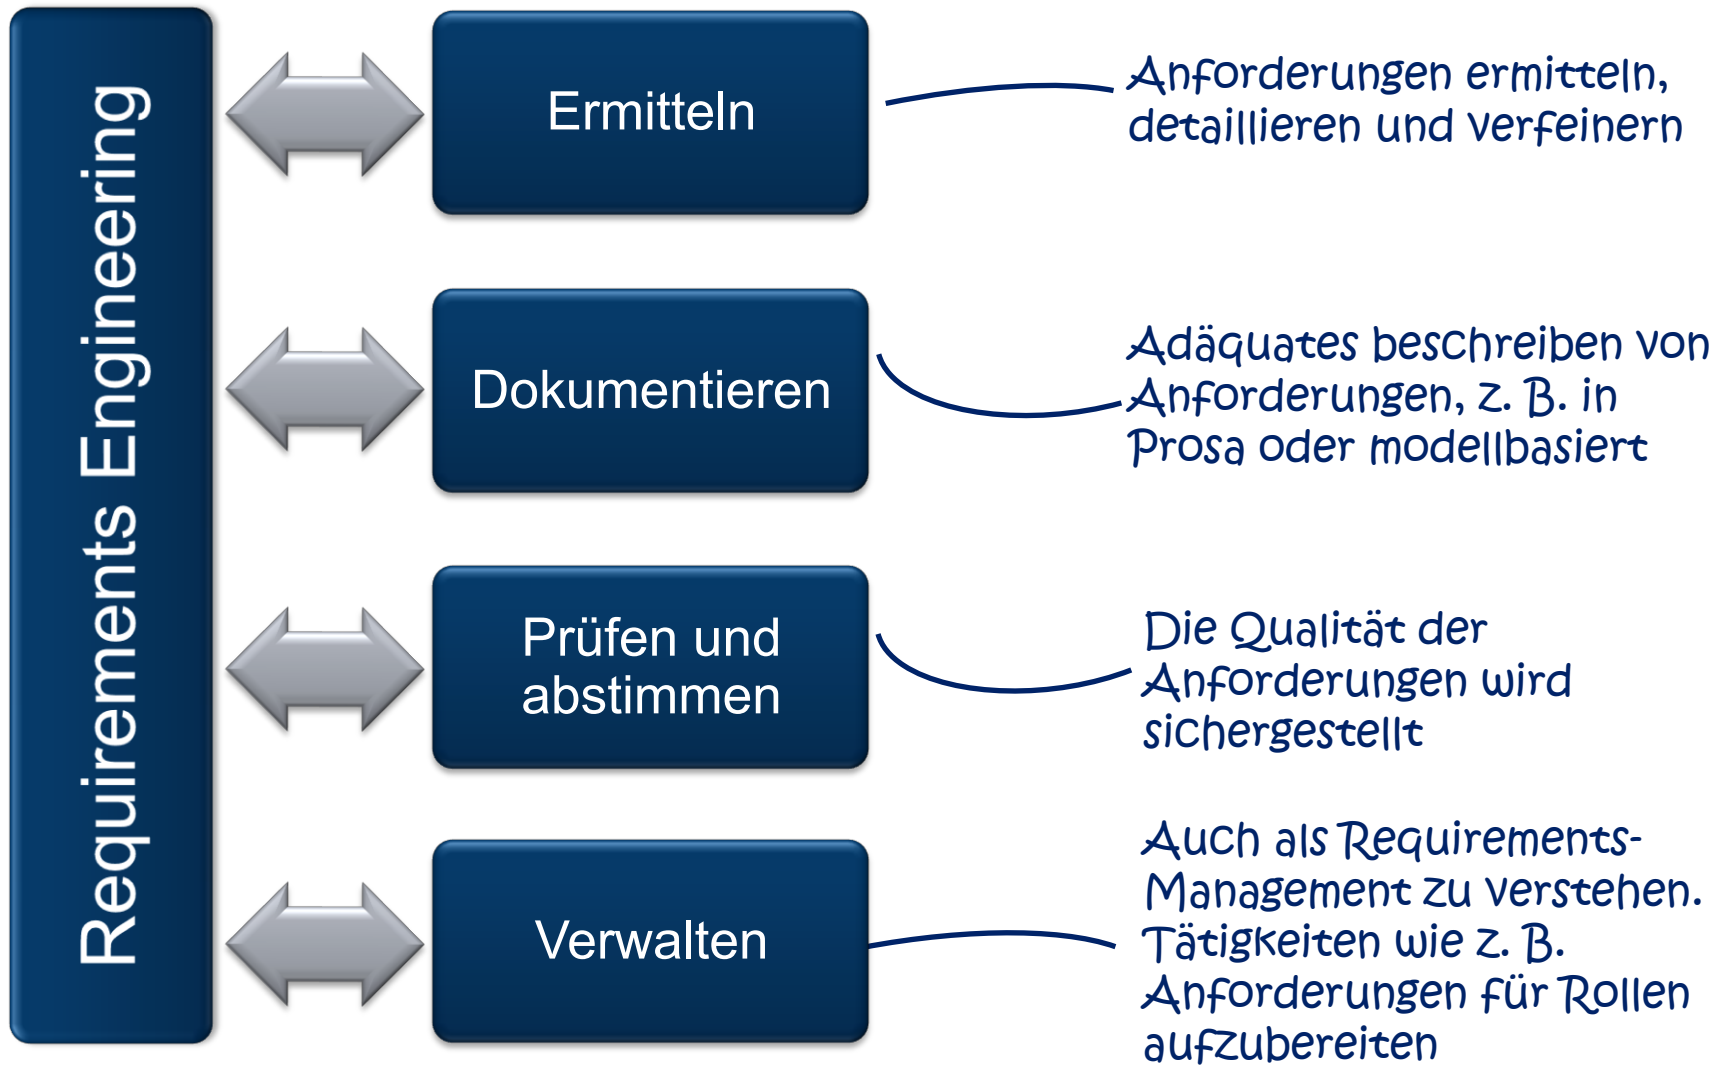 Requirements Engineering
Ermitteln
Anforderungen ermitteln,
detaillieren und verfeinern
Dokumentieren
Adäquates beschreiben von
Anforderungen, z. B. in
Prosa oder modellbasiert
Prüfen und
abstimmen
Die Qualität der
Anforderungen wird
sichergestellt
Verwalten
Auch als Requirements-
Management zu verstehen.
Tätigkeiten wie z. B.
Anforderungen für Rollen
aufzubereiten